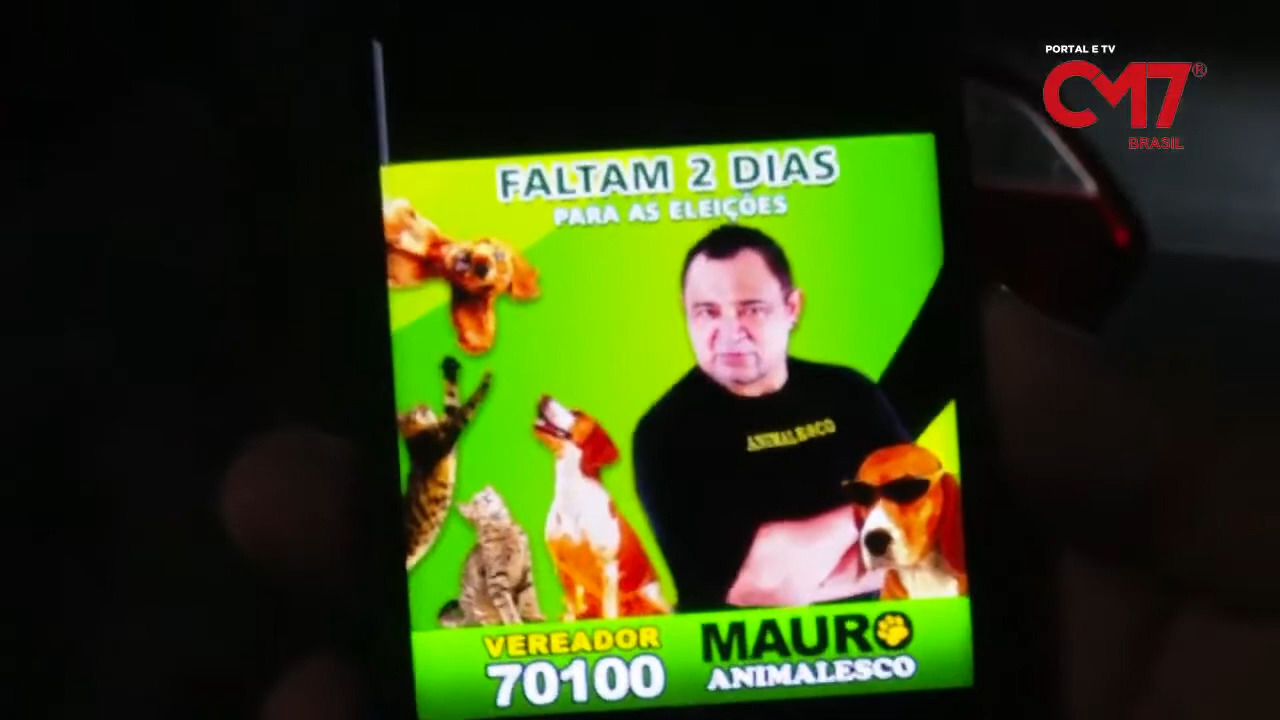 PORTAL E TV
CM7®
BRASIL
FALTAM 2 DIAS
PARA AS ELEIÇÕES
ANIMALESCO
VEREADOR
70100
MAURO
ANIMALESCO